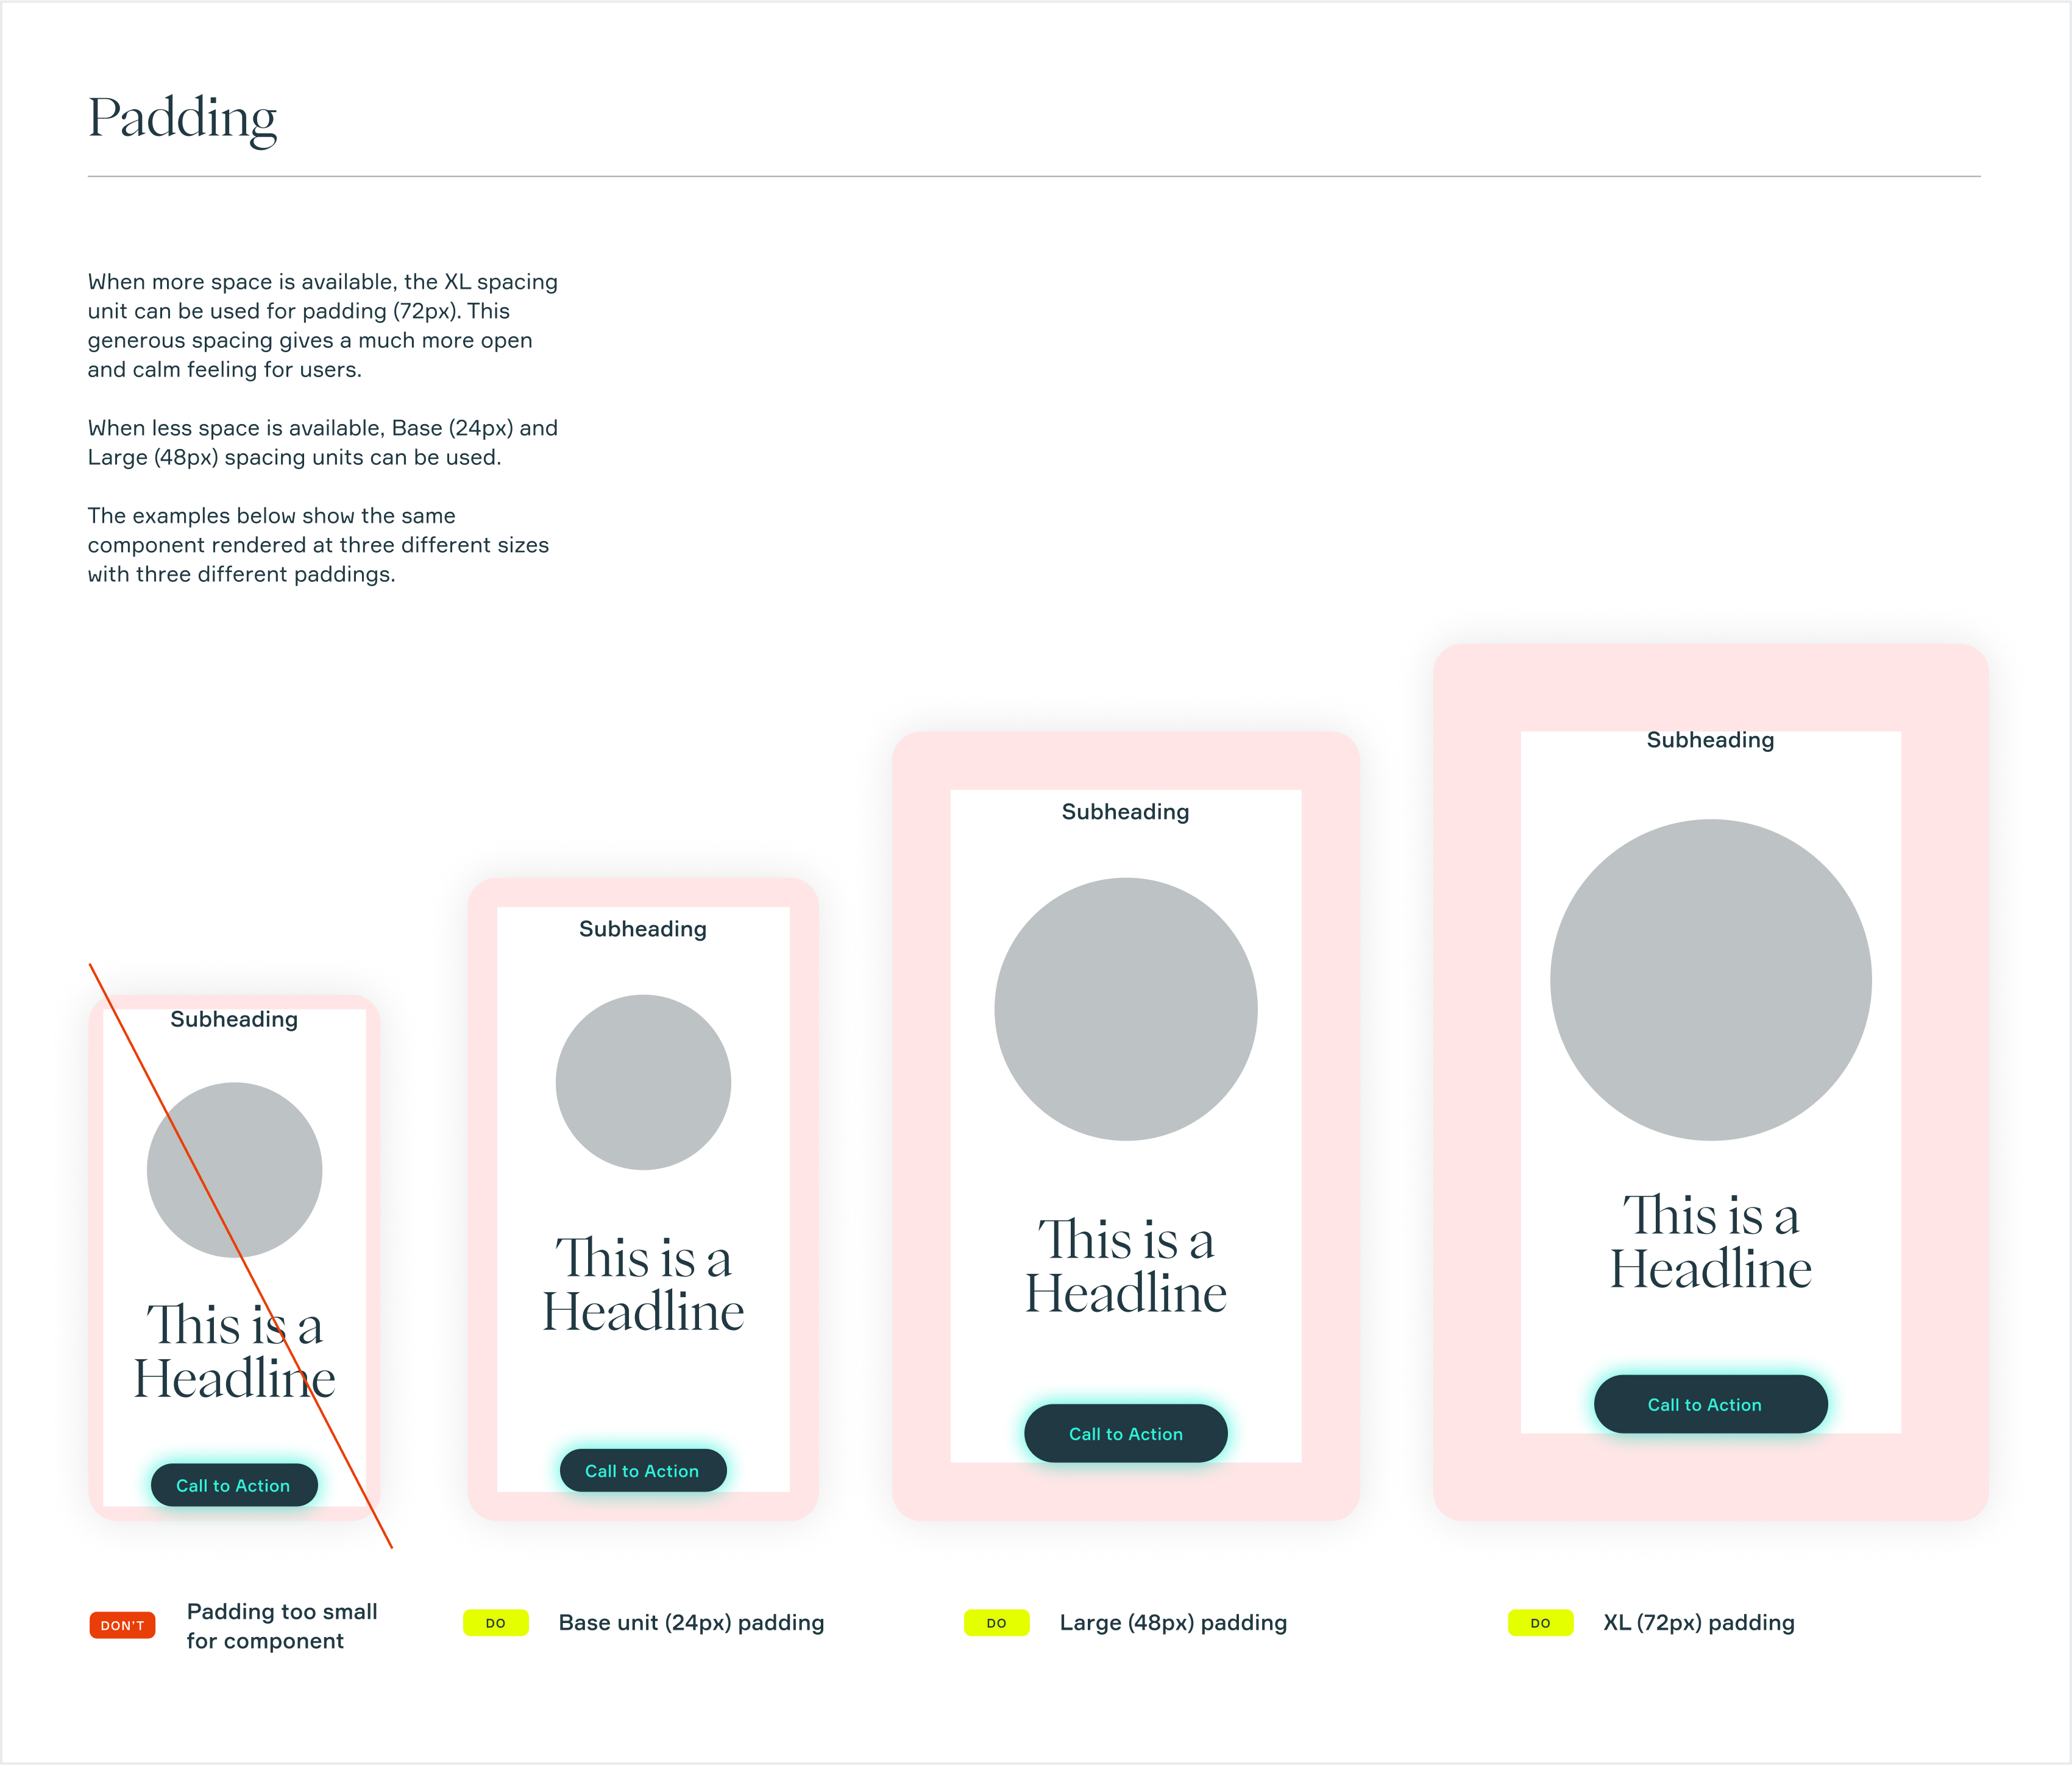 Padding
When more space is available, the XL spacing
unit can be used for padding (72px). This
generous spacing gives a much more open
and calm feeling for users.
When less space is available, Base (24px) and
Large (48px) spacing units can be used.
The examples below show the same
component rendered at three different sizes
with three different paddings.
Subheading
This is a
Headline
Call to Action
DON'T
Padding too small
for component
Subheading
This is a
Headline
Call to Action
DO
Base unit (24px) padding
Subheading
This is a
Headline
Call to Action
DO
Large (48px) padding
Subheading
This is a
Headline
Call to Action
DO
XL (72px) padding